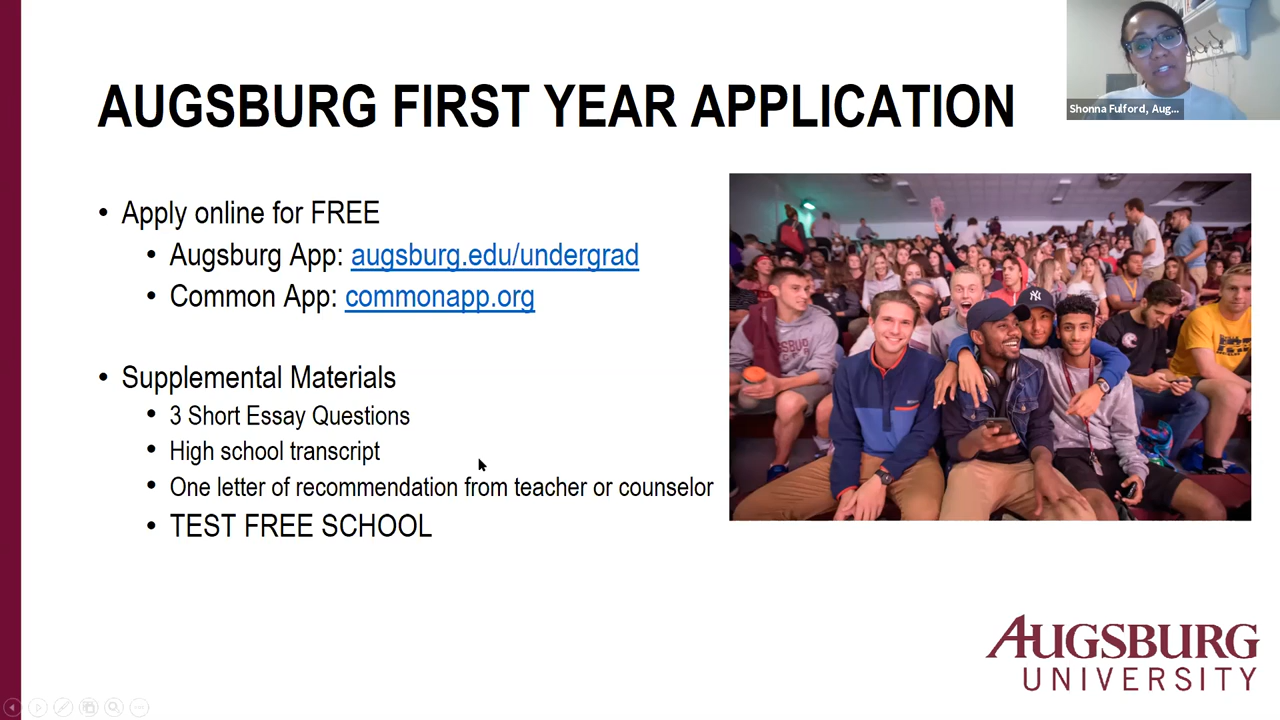 AUGSBURG FIRST YEAR APPLICATION
Shonna Fulford, Aug...
• Apply online for FREE
• Augsburg App: augsburg.edu/undergrad
• Common App: commonapp.org
• Supplemental Materials
• 3 Short Essay Questions
• High school transcript
• One letter of recommendation from teacher or counselor
• TEST FREE SCHOOL
AUGSBURG
UNIVERSITY